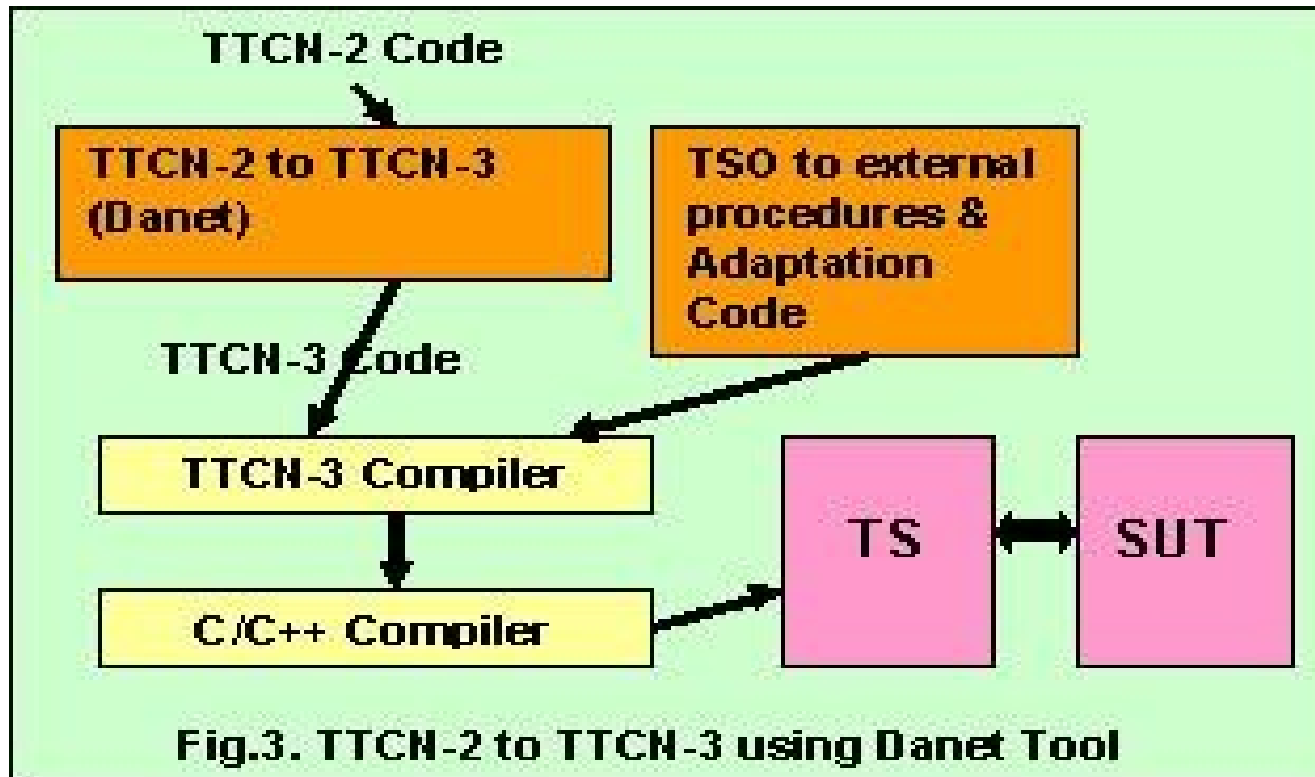 TTCN-2 Code
TTCN-2 to TTCN-3
(Danet)
TSO to external
procedures &
Adaptation
Code
TTCN-3 Code
TTCN-3 Compiler
TS
SUT
C/C++ Compiler
Fig.3. TTCN-2 to TTCN-3 using Danet Tool